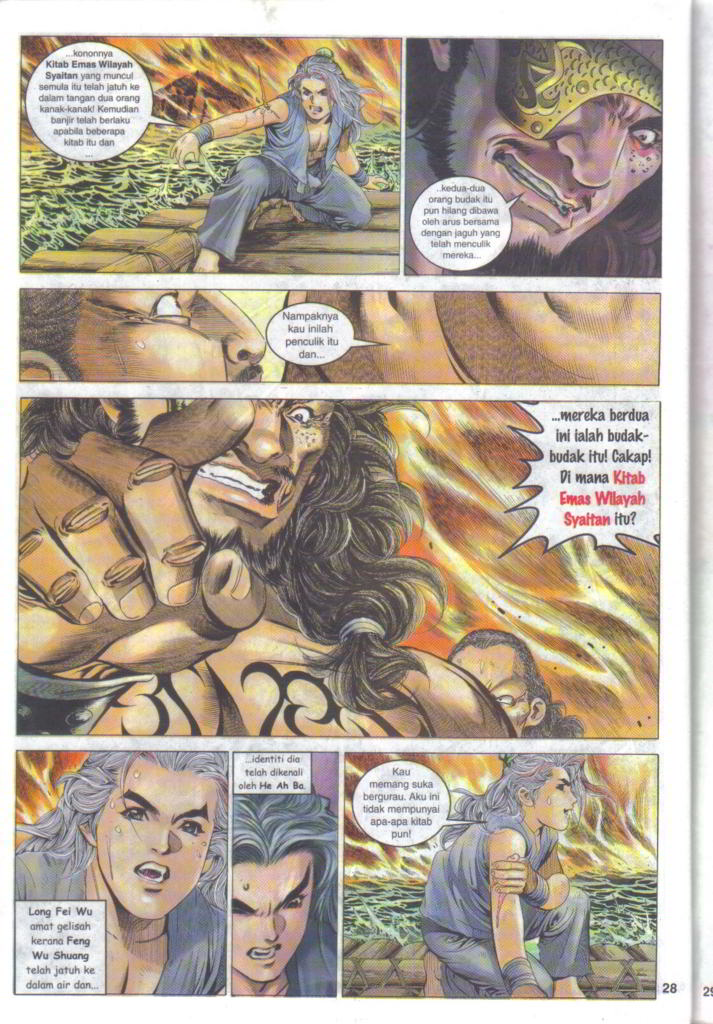 ...kononnya
Kitab Emas Wilayah
Syaitan yang muncul
semula itu telah jatuh ke
dalam tangan dua orang
kanak-kanak! Kemudian
banjir telah berlaku
apabila beberapa
kitab itu dan
...
..kedua-dua
orang budak itu
pun hilang dibawa
oleh arus bersama
dengan jaguh yang
telah menculik
mereka...
Nampaknya
kau inilah
penculik itu
dan...
...mereka berdua
ini ialah budak-
budak itu! Cakap!
Di mana Kitab
Emas Wilayah
Syaitan itu?
Long Fei Wu
amat gelisah
kerana Feng
Wu Shuang
telah jatuh ke
dalam air dan...
...identiti dia
telah dikenali
oleh He Ah Ba.
Kau
memang suka
bergurau. Aku ini
tidak mempunyai
apa-apa kitab
pun!
28